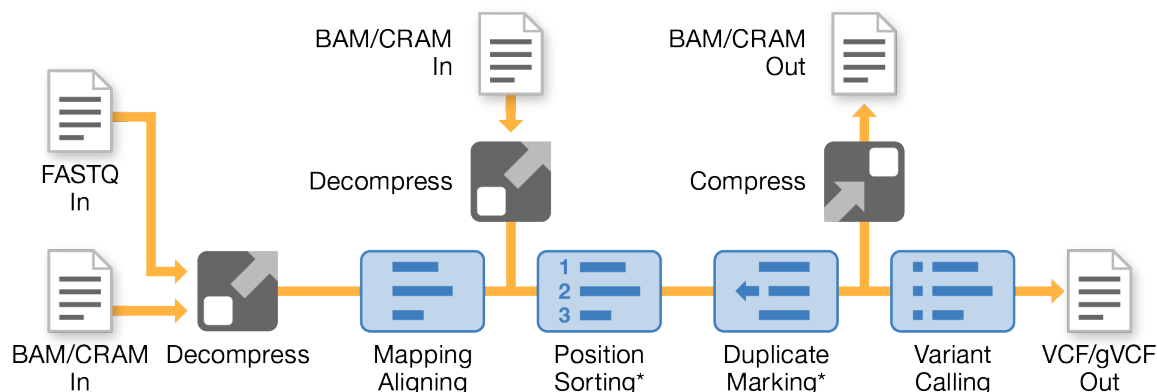 BAM/CRAM
In
BAM/CRAM
Out
FASTQ
In
Decompress
Compress
1
2
3
BAM/CRAM
In
Decompress
Mapping
Aligning
Position
Sorting*
Duplicate
Marking*
Variant
Calling
VCF/gVCF
Out